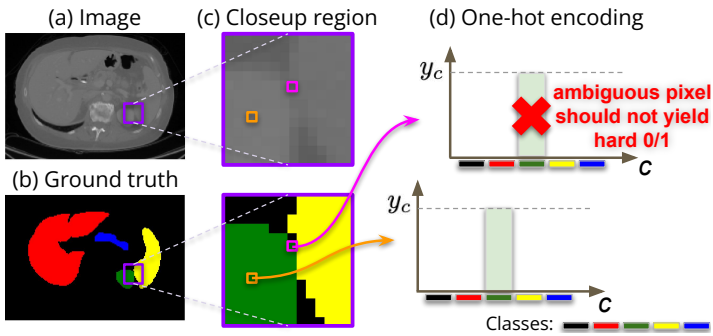 (a) Image
(c) Closeup region
(d) One-hot encoding
y_c
ambiguous pixel
should not yield
hard 0/1
c
(b) Ground truth
y_c
c
Classes: